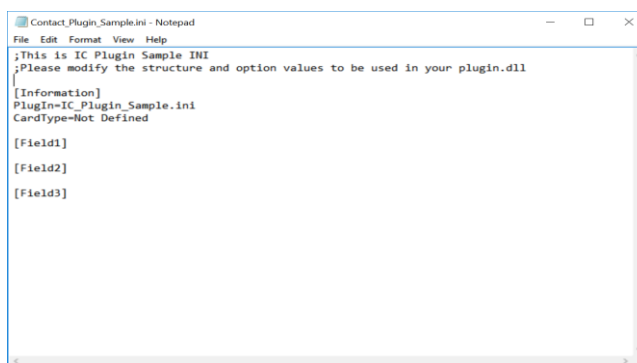 Contact_Plugin_Sample.ini - Notepad
File Edit Format View Help
;This is IC Plugin Sample INI
;Please modify the structure and option values to be used in your plugin.dll
[Information]
PlugIn=IC_Plugin_Sample.ini
CardType=Not Defined
[Field1]
[Field2]
[Field3]